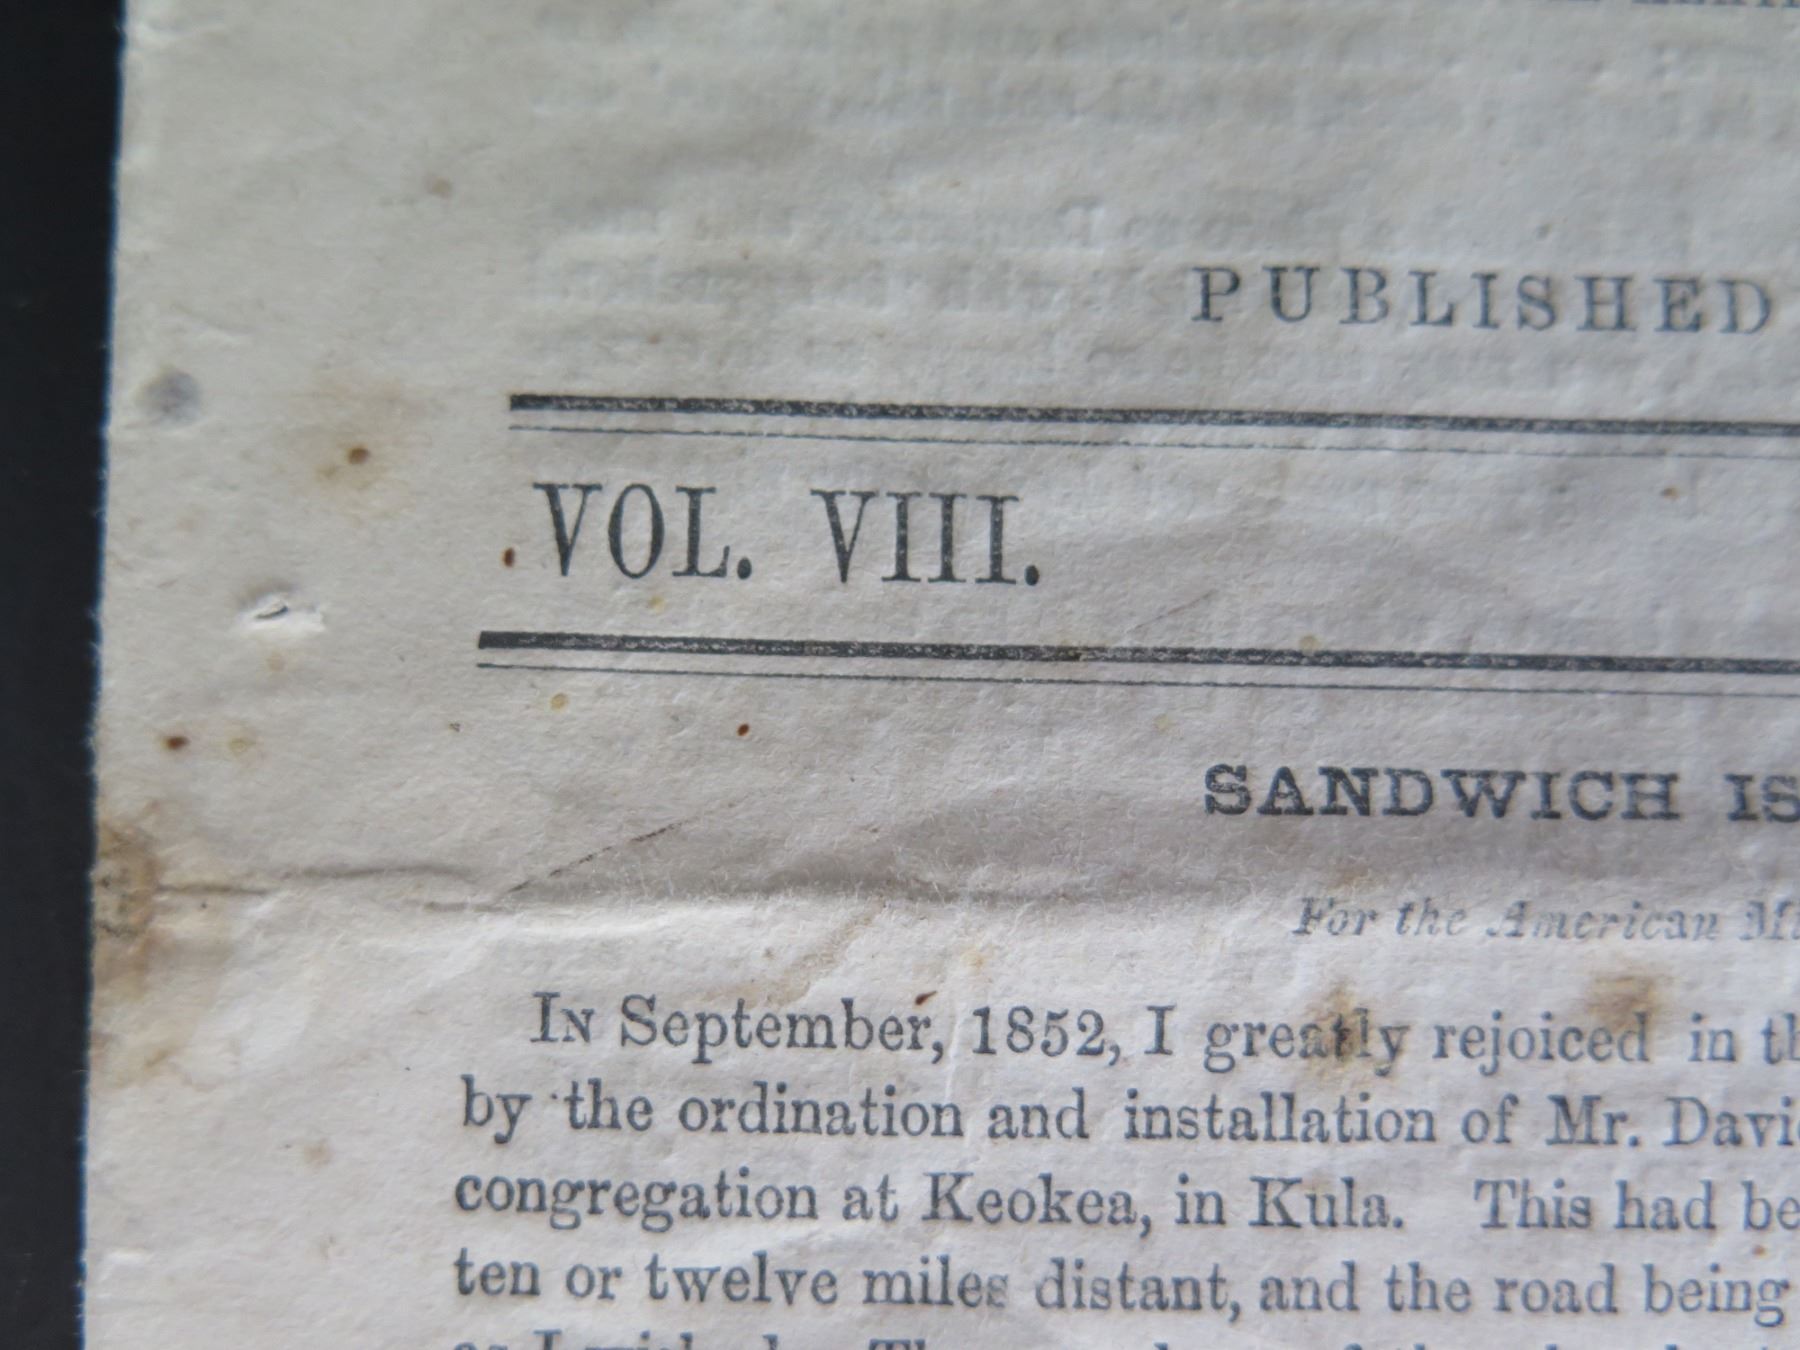 PUBLISHED
VOL. VIII.
SANDWICH IS
For the American Mi
IN September, 1852, I greatly rejoiced in th
by the ordination and installation of Mr. Davi
congregation at Keokea, in Kula. This had be
ten or twelve miles distant, and the road being